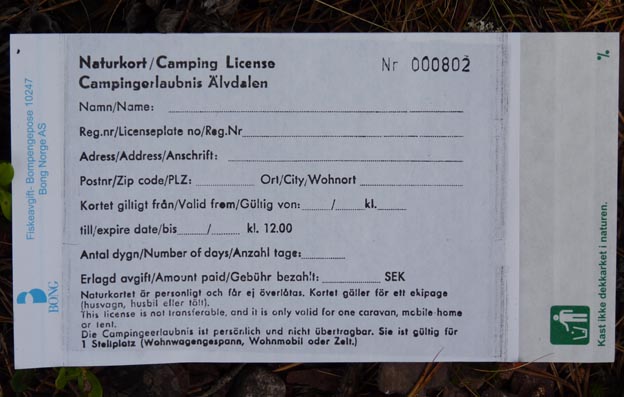 Naturkort/Camping License Nr 000802
Campingerlaubnis Älvdalen
Namn/Name:
Reg.nr/Licenseplate no/Reg.Nr
Adress/Address/Anschrift:
Postnr/Zip code/PLZ: Ort/City/Wohnort
Kortet giltigt från/Valid from/Gültig von: / kl.
till/expire date/bis / kl. 12.00
Antal dygn/Number of days/Anzahl tage:
Erlagd avgift/Amount paid/Gebühr bezahlt: SEK
Naturkortet är personligt och får ej överlåtas. Kortet gäller för ett ekipage
(husvagn, husbil eller tält).
This license is not transferable, and it is only valid for one caravan, mobile-home
or tent.
Die Campingerlaubnis ist persönlich und nicht übertragbar. Sie ist gültig für
1 Stellplatz (Wohnwagengespann, Wohnmobil oder Zelt.)
Fiskeavgift- Bompengepose 10247
Bong Norge AS
BONG
Kast ikke dekkarket i naturen.